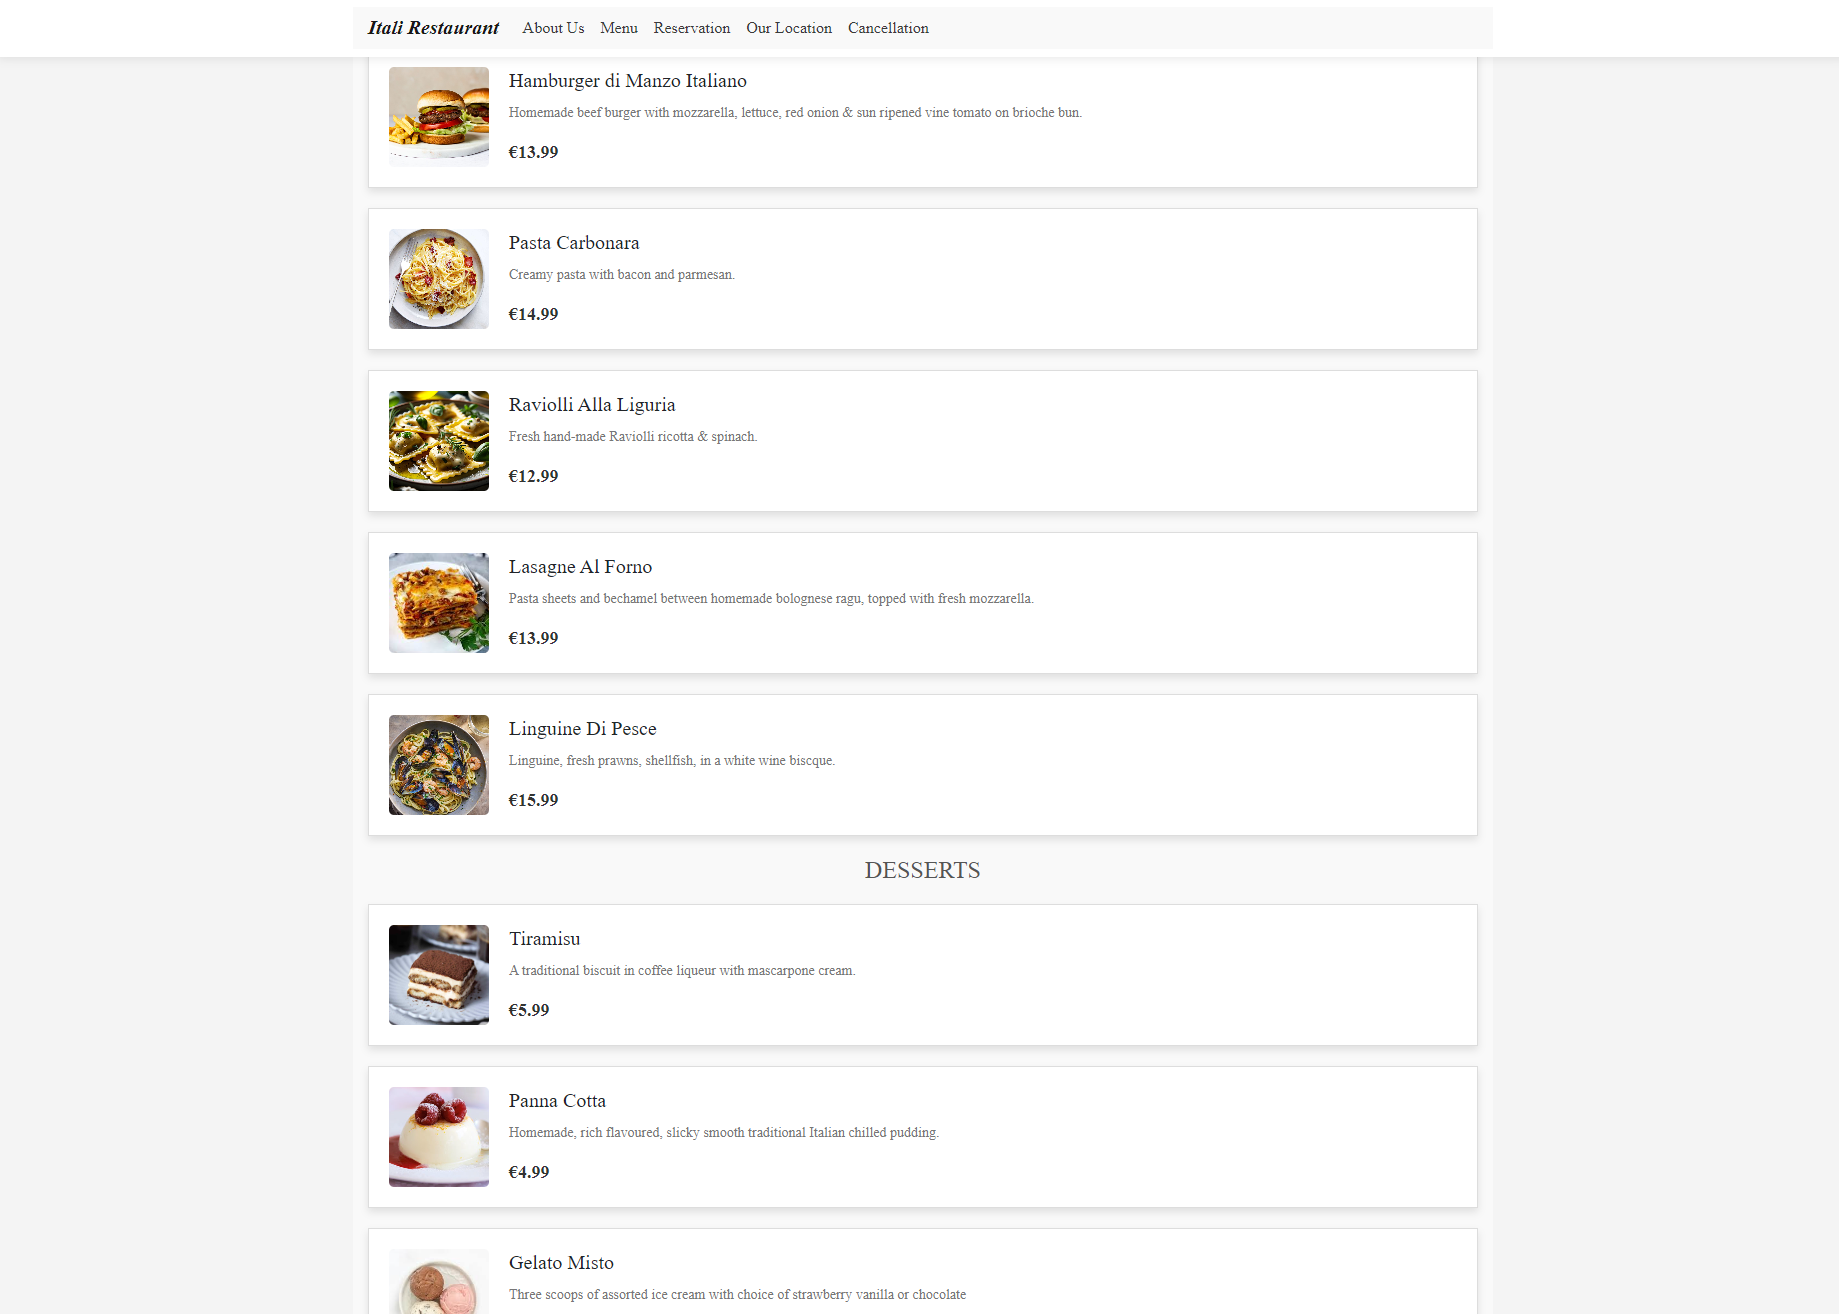 Itali Restaurant About Us Menu Reservation Our Location Cancellation
Hamburger di Manzo Italiano
Homemade beef burger with mozzarella, lettuce, red onion & sun ripened vine tomato on brioche bun.
€13.99
Pasta Carbonara
Creamy pasta with bacon and parmesan.
€14.99
Raviolli Alla Liguria
Fresh hand-made Raviolli ricotta & spinach.
€12.99
Lasagne Al Forno
Pasta sheets and bechamel between homemade bolognese ragu, topped with fresh mozzarella.
€13.99
Linguine Di Pesce
Linguine, fresh prawns, shellfish, in a white wine biscque.
€15.99
DESSERTS
Tiramisu
A traditional biscuit in coffee liqueur with mascarpone cream.
€5.99
Panna Cotta
Homemade, rich flavoured, slicky smooth traditional Italian chilled pudding.
€4.99
Gelato Misto
Three scoops of assorted ice cream with choice of strawberry vanilla or chocolate